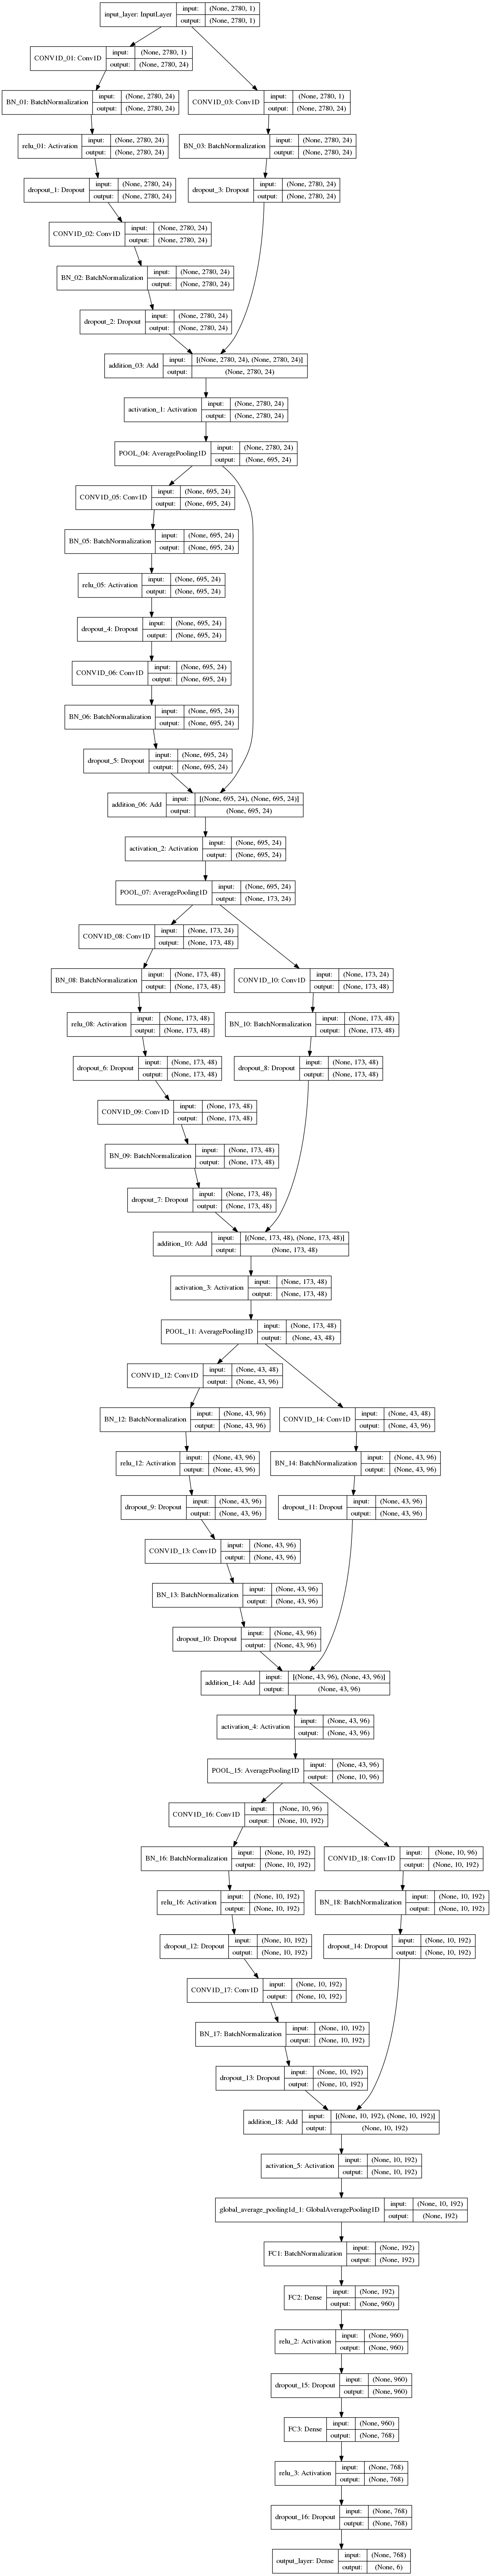 input_layer: InputLayer input: (None, 2780, 1)
output: (None, 2780, 1)
CONV1D_01: Conv1D input: (None, 2780, 1)
output: (None, 2780, 24)
BN_01: BatchNormalization input: (None, 2780, 24)
output: (None, 2780, 24)
CONV1D_03: Conv1D input: (None, 2780, 1)
output: (None, 2780, 24)
relu_01: Activation input: (None, 2780, 24)
output: (None, 2780, 24)
BN_03: BatchNormalization input: (None, 2780, 24)
output: (None, 2780, 24)
dropout_1: Dropout input: (None, 2780, 24)
output: (None, 2780, 24)
dropout_3: Dropout input: (None, 2780, 24)
output: (None, 2780, 24)
CONV1D_02: Conv1D input: (None, 2780, 24)
output: (None, 2780, 24)
BN_02: BatchNormalization input: (None, 2780, 24)
output: (None, 2780, 24)
dropout_2: Dropout input: (None, 2780, 24)
output: (None, 2780, 24)
addition_03: Add input: [(None, 2780, 24), (None, 2780, 24)]
output: (None, 2780, 24)
activation_1: Activation input: (None, 2780, 24)
output: (None, 2780, 24)
POOL_04: AveragePooling1D input: (None, 2780, 24)
output: (None, 695, 24)
CONV1D_05: Conv1D input: (None, 695, 24)
output: (None, 695, 24)
BN_05: BatchNormalization input: (None, 695, 24)
output: (None, 695, 24)
relu_05: Activation input: (None, 695, 24)
output: (None, 695, 24)
dropout_4: Dropout input: (None, 695, 24)
output: (None, 695, 24)
CONV1D_06: Conv1D input: (None, 695, 24)
output: (None, 695, 24)
BN_06: BatchNormalization input: (None, 695, 24)
output: (None, 695, 24)
dropout_5: Dropout input: (None, 695, 24)
output: (None, 695, 24)
addition_06: Add input: [(None, 695, 24), (None, 695, 24)]
output: (None, 695, 24)
activation_2: Activation input: (None, 695, 24)
output: (None, 695, 24)
POOL_07: AveragePooling1D input: (None, 695, 24)
output: (None, 173, 24)
CONV1D_08: Conv1D input: (None, 173, 24)
output: (None, 173, 48)
BN_08: BatchNormalization input: (None, 173, 48)
output: (None, 173, 48)
CONV1D_10: Conv1D input: (None, 173, 24)
output: (None, 173, 48)
relu_08: Activation input: (None, 173, 48)
output: (None, 173, 48)
BN_10: BatchNormalization input: (None, 173, 48)
output: (None, 173, 48)
dropout_6: Dropout input: (None, 173, 48)
output: (None, 173, 48)
dropout_8: Dropout input: (None, 173, 48)
output: (None, 173, 48)
CONV1D_09: Conv1D input: (None, 173, 48)
output: (None, 173, 48)
BN_09: BatchNormalization input: (None, 173, 48)
output: (None, 173, 48)
dropout_7: Dropout input: (None, 173, 48)
output: (None, 173, 48)
addition_10: Add input: [(None, 173, 48), (None, 173, 48)]
output: (None, 173, 48)
activation_3: Activation input: (None, 173, 48)
output: (None, 173, 48)
POOL_11: AveragePooling1D input: (None, 173, 48)
output: (None, 43, 48)
CONV1D_12: Conv1D input: (None, 43, 48)
output: (None, 43, 96)
BN_12: BatchNormalization input: (None, 43, 96)
output: (None, 43, 96)
CONV1D_14: Conv1D input: (None, 43, 48)
output: (None, 43, 96)
relu_12: Activation input: (None, 43, 96)
output: (None, 43, 96)
BN_14: BatchNormalization input: (None, 43, 96)
output: (None, 43, 96)
dropout_9: Dropout input: (None, 43, 96)
output: (None, 43, 96)
dropout_11: Dropout input: (None, 43, 96)
output: (None, 43, 96)
CONV1D_13: Conv1D input: (None, 43, 96)
output: (None, 43, 96)
BN_13: BatchNormalization input: (None, 43, 96)
output: (None, 43, 96)
dropout_10: Dropout input: (None, 43, 96)
output: (None, 43, 96)
addition_14: Add input: [(None, 43, 96), (None, 43, 96)]
output: (None, 43, 96)
activation_4: Activation input: (None, 43, 96)
output: (None, 43, 96)
POOL_15: AveragePooling1D input: (None, 43, 96)
output: (None, 10, 96)
CONV1D_16: Conv1D input: (None, 10, 96)
output: (None, 10, 192)
BN_16: BatchNormalization input: (None, 10, 192)
output: (None, 10, 192)
CONV1D_18: Conv1D input: (None, 10, 96)
output: (None, 10, 192)
relu_16: Activation input: (None, 10, 192)
output: (None, 10, 192)
BN_18: BatchNormalization input: (None, 10, 192)
output: (None, 10, 192)
dropout_12: Dropout input: (None, 10, 192)
output: (None, 10, 192)
dropout_14: Dropout input: (None, 10, 192)
output: (None, 10, 192)
CONV1D_17: Conv1D input: (None, 10, 192)
output: (None, 10, 192)
BN_17: BatchNormalization input: (None, 10, 192)
output: (None, 10, 192)
dropout_13: Dropout input: (None, 10, 192)
output: (None, 10, 192)
addition_18: Add input: [(None, 10, 192), (None, 10, 192)]
output: (None, 10, 192)
activation_5: Activation input: (None, 10, 192)
output: (None, 10, 192)
global_average_pooling1d_1: GlobalAveragePooling1D input: (None, 10, 192)
output: (None, 192)
FC1: BatchNormalization input: (None, 192)
output: (None, 192)
FC2: Dense input: (None, 192)
output: (None, 960)
relu_2: Activation input: (None, 960)
output: (None, 960)
dropout_15: Dropout input: (None, 960)
output: (None, 960)
FC3: Dense input: (None, 960)
output: (None, 768)
relu_3: Activation input: (None, 768)
output: (None, 768)
dropout_16: Dropout input: (None, 768)
output: (None, 768)
output_layer: Dense input: (None, 768)
output: (None, 6)